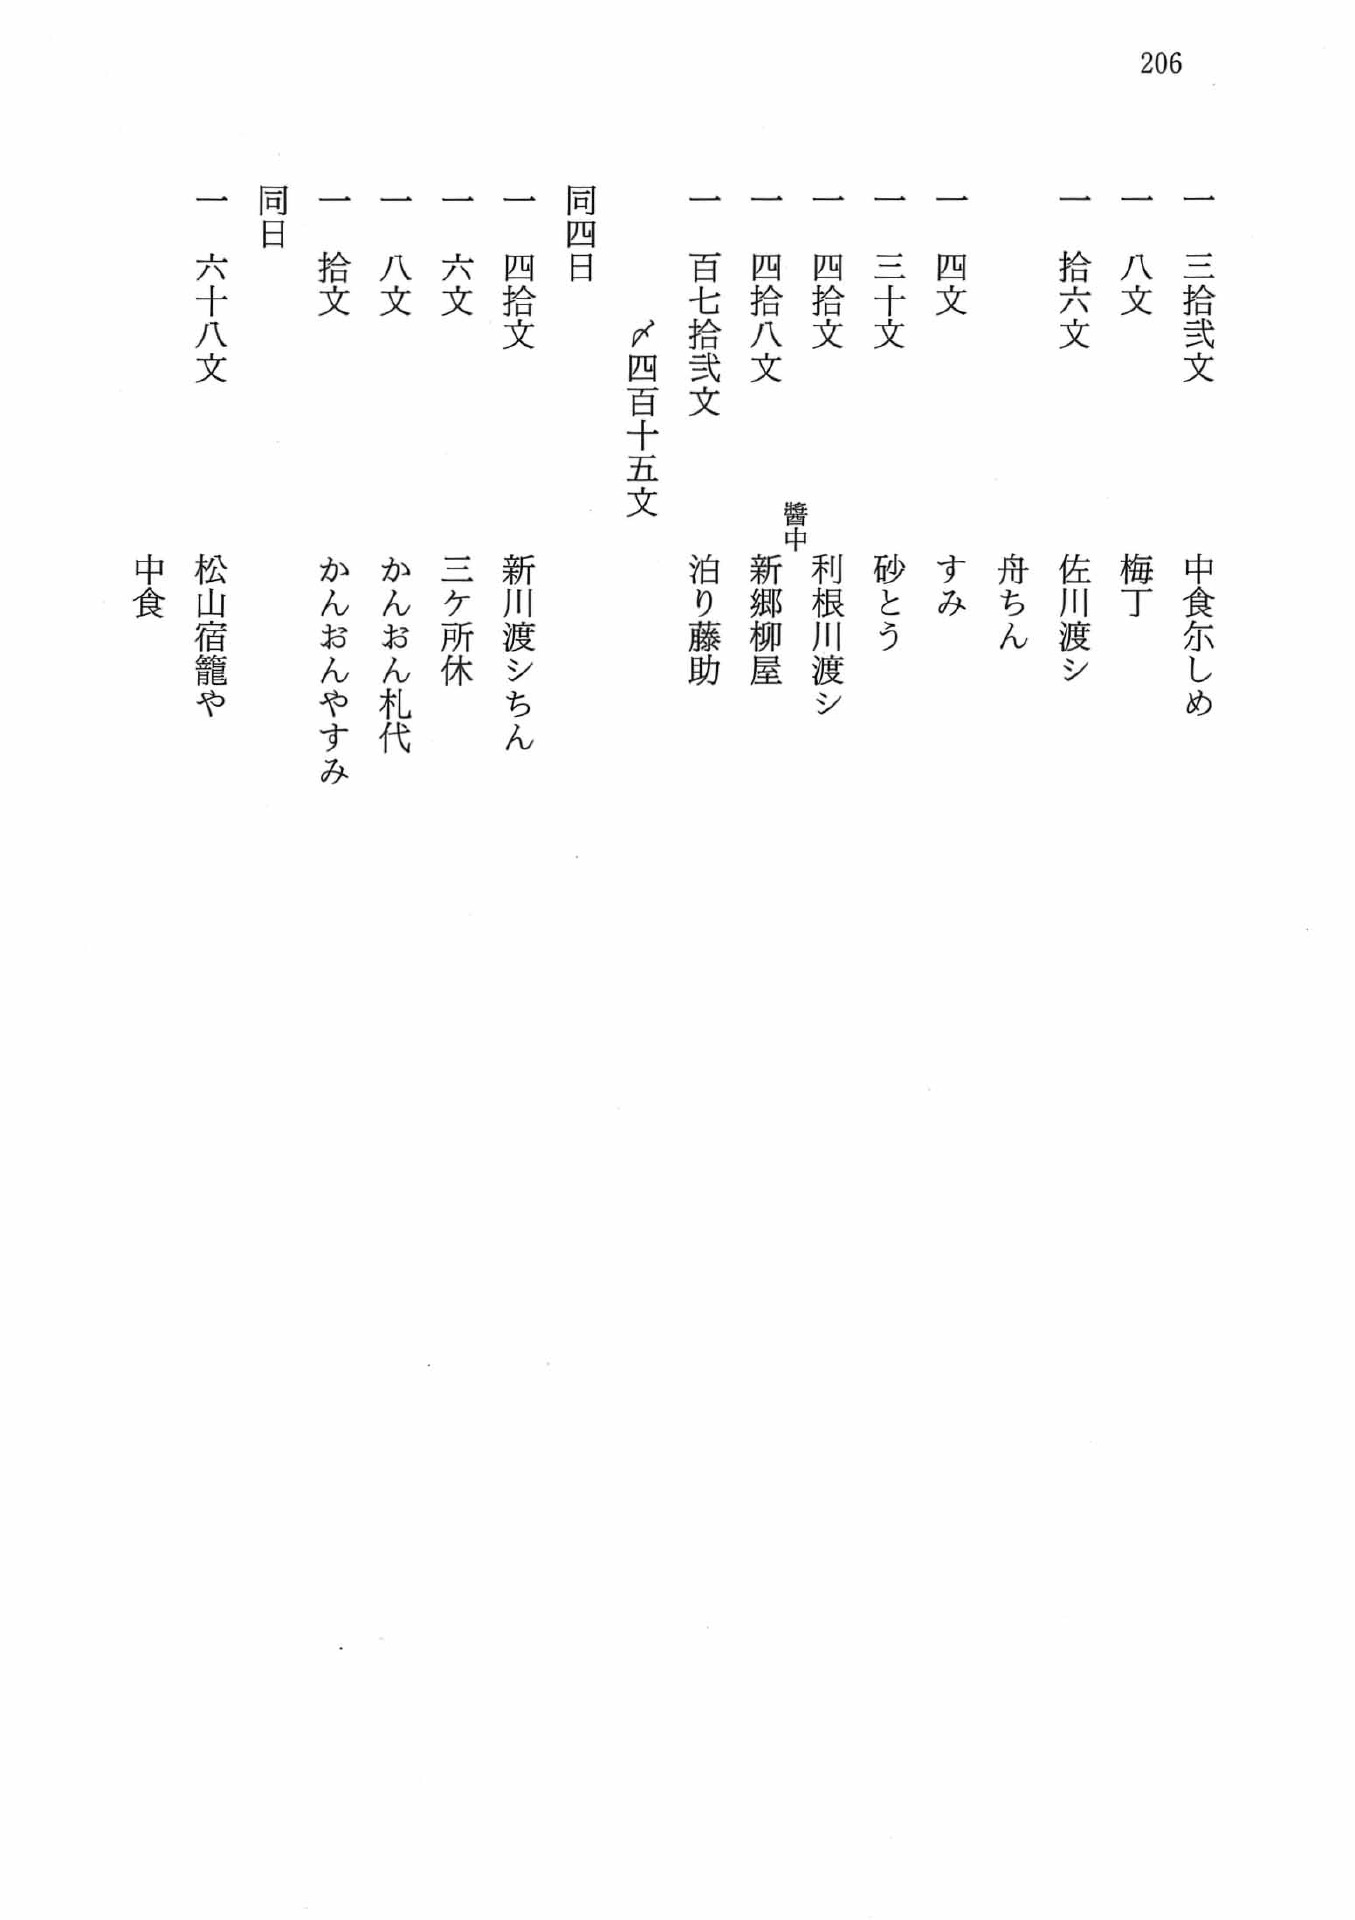 206
一　三拾弐文　中食尓しめ
一　八文　梅丁
一　拾六文　佐川渡シ
舟ちん
一　四文　すみ
一　三十文　砂とう
一　四拾文　利根川渡シ
醬中
一　四拾八文　新郷柳屋
一　百七拾弐文　泊り藤助
〆四百十五文
同四日
一　四拾文　新川渡シちん
一　六文　三ケ所休
一　八文　かんおん札代
一　拾文　かんおんやすみ
同日
一　六十八文　松山宿籠や
中食